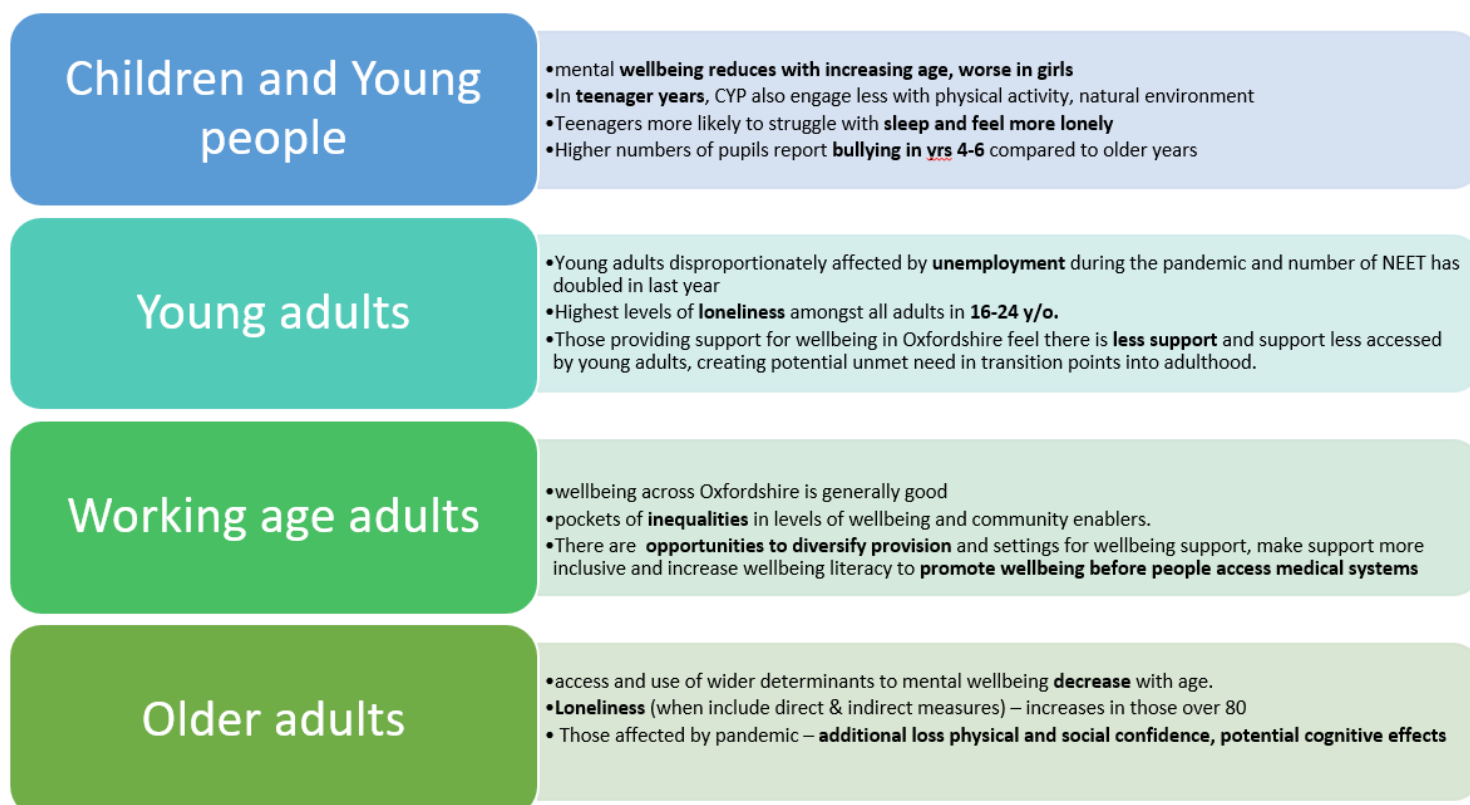 Children and Young
people
•mental wellbeing reduces with increasing age, worse in girls
•In teenager years, CYP also engage less with physical activity, natural environment
•Teenagers more likely to struggle with sleep and feel more lonely
•Higher numbers of pupils report bullying in yrs 4-6 compared to older years
Young adults
•Young adults disproportionately affected by unemployment during the pandemic and number of NEET has
doubled in last year
•Highest levels of loneliness amongst all adults in 16-24 y/o.
•Those providing support for wellbeing in Oxfordshire feel there is less support and support less accessed
by young adults, creating potential unmet need in transition points into adulthood.
Working age adults
•wellbeing across Oxfordshire is generally good
•pockets of inequalities in levels of wellbeing and community enablers.
•There are  opportunities to diversify provision and settings for wellbeing support, make support more
inclusive and increase wellbeing literacy to promote wellbeing before people access medical systems
Older adults
•access and use of wider determinants to mental wellbeing decrease with age.
•Loneliness (when include direct & indirect measures) – increases in those over 80
• Those affected by pandemic – additional loss physical and social confidence, potential cognitive effects